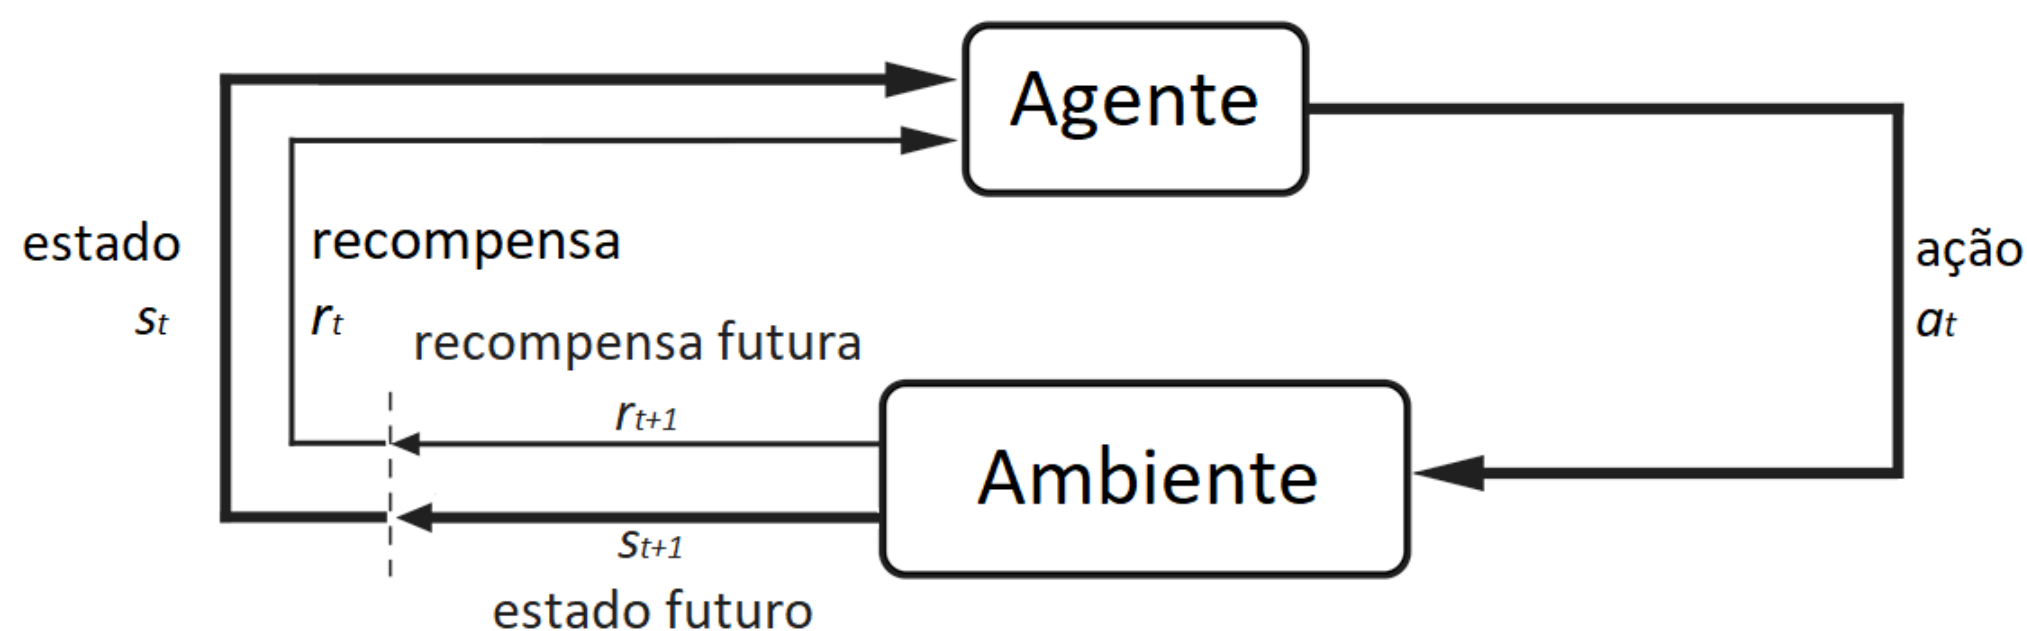 Agente
estado
st
recompensa
rt
ação
at
recompensa futura
rt+1
Ambiente
st+1
estado futuro